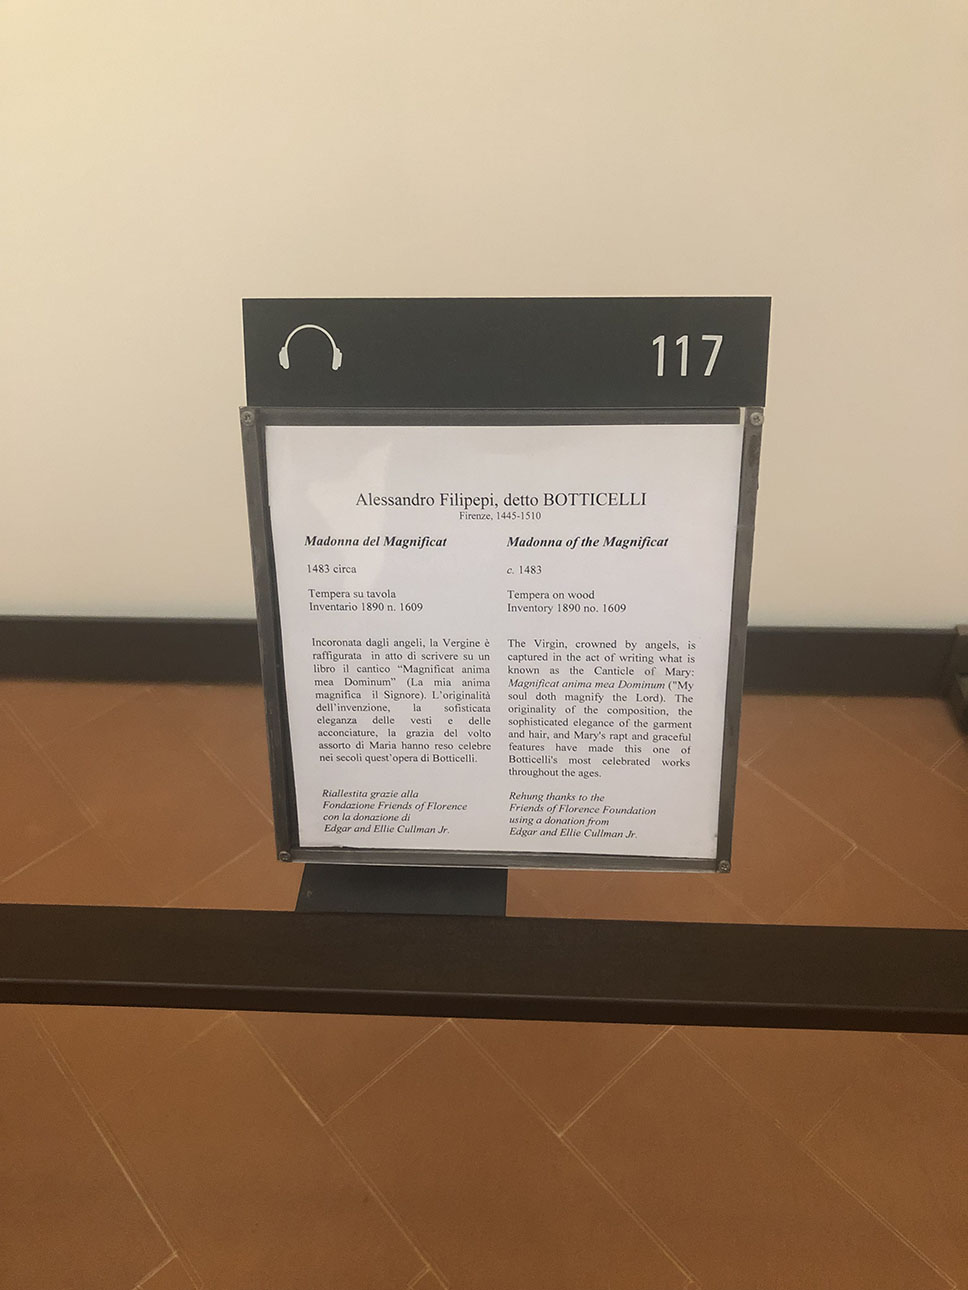 117
Alessandro Filipepi, detto BOTTICELLI
Firenze, 1445-1510
Madonna del Magnificat
1483 circa
Tempera su tavola
Inventario 1890 n. 1609
Incoronata dagli angeli, la Vergine è
raffigurata in atto di scrivere su un
libro il cantico “Magnificat anima
mea Dominum” (La mia anima
magnifica il Signore). L’originalità
dell’invenzione, la sofisticata
eleganza delle vesti e delle
acconciature, la grazia del volto
assorto di Maria hanno reso celebre
nei secoli quest’opera di Botticelli.
Riallestita grazie alla
Fondazione Friends of Florence
con la donazione di
Edgar and Ellie Cullman Jr.
Madonna of the Magnificat
c. 1483
Tempera on wood
Inventory 1890 no. 1609
The Virgin, crowned by angels, is
captured in the act of writing what is
known as the Canticle of Mary:
Magnificat anima mea Dominum ("My
soul doth magnify the Lord). The
originality of the composition, the
sophisticated elegance of the garment
and hair, and Mary's rapt and graceful
features have made this one of
Botticelli's most celebrated works
throughout the ages.
Rehung thanks to the
Friends of Florence Foundation
using a donation from
Edgar and Ellie Cullman Jr.